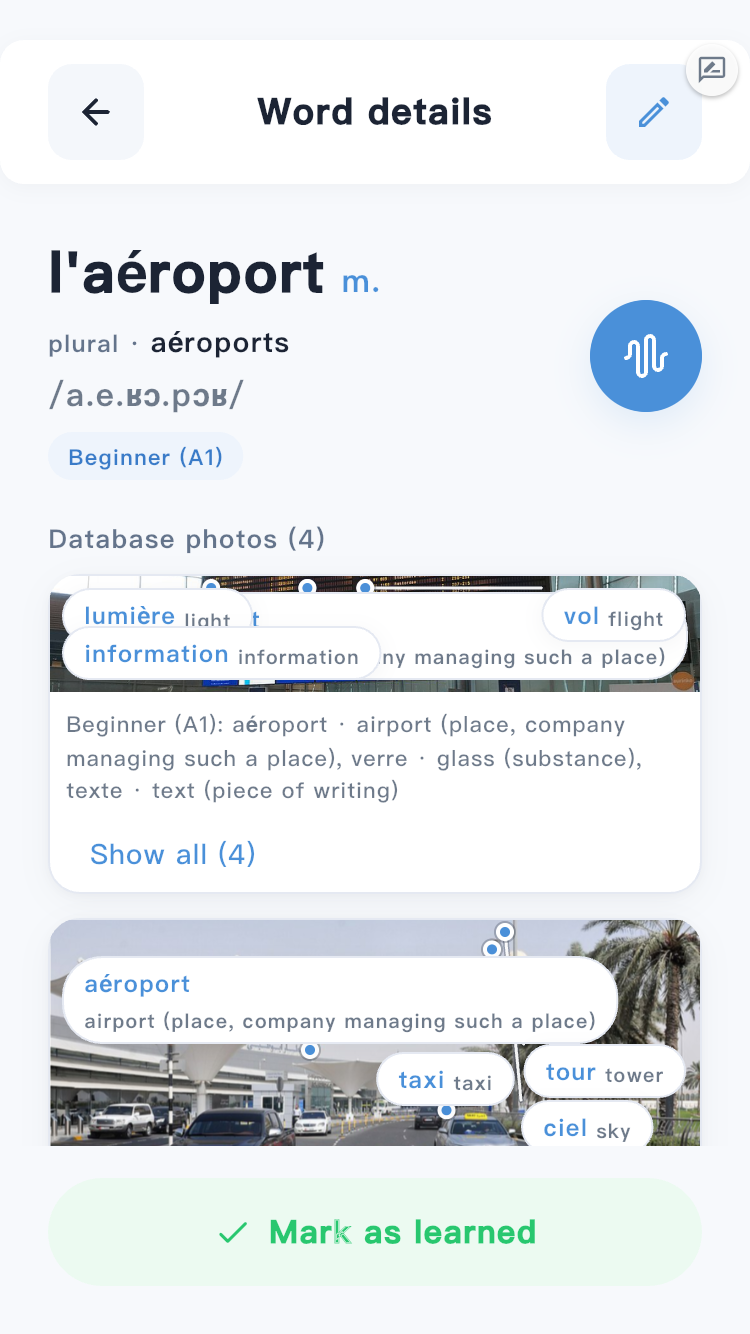 Word details
l'aéroport m.
plural · aéroports
/a.e.ʁɔ.pɔʁ/
Beginner (A1)
Database photos (4)
lumière light
vol flight
information information
ny managing such a place)
Beginner (A1): aéroport · airport (place, company
managing such a place), verre · glass (substance),
texte · text (piece of writing)
Show all (4)
aéroport
airport (place, company managing such a place)
taxi taxi
tour tower
ciel sky
Mark as learned